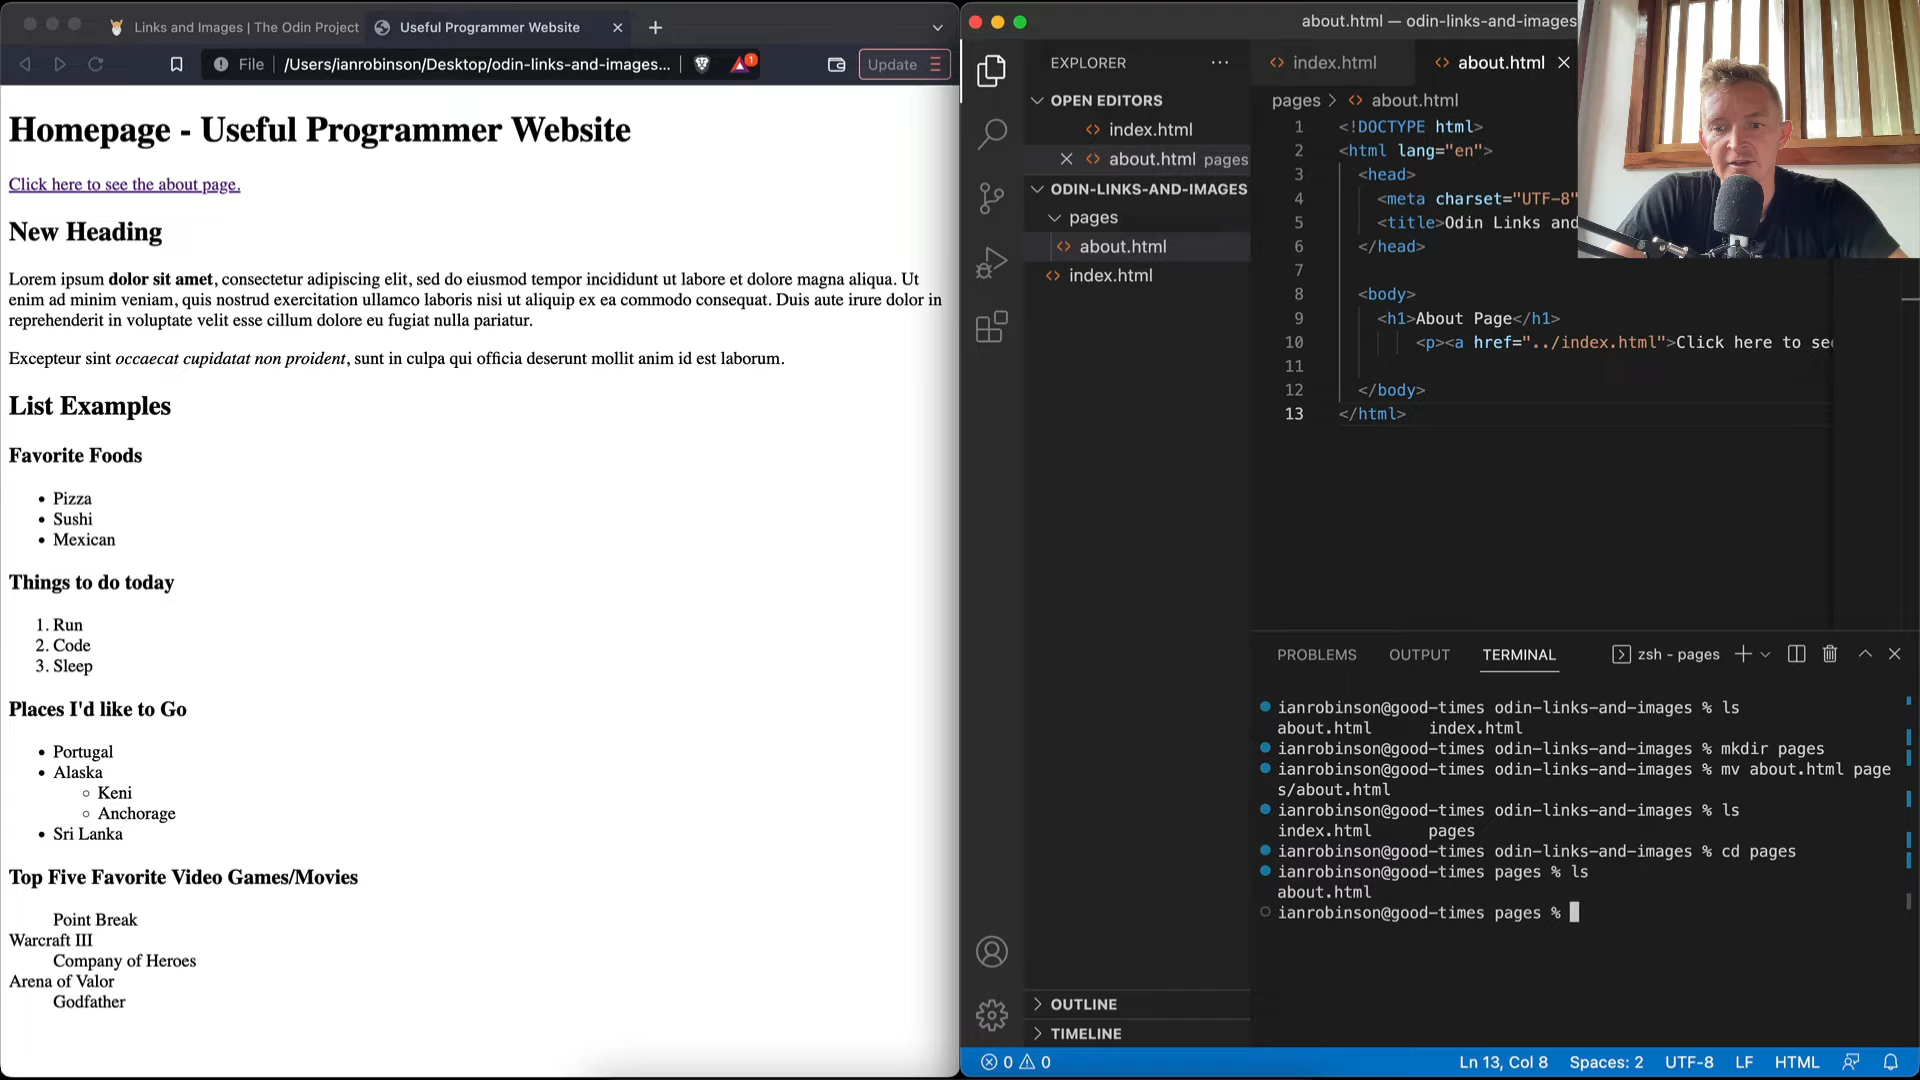 Links and Images | The Odin Project
Useful Programmer Website
File
/Users/ianrobinson/Desktop/odin-links-and-images...
1
Update
Homepage - Useful Programmer Website
Click here to see the about page.
New Heading
Lorem ipsum dolor sit amet, consectetur adipiscing elit, sed do eiusmod tempor incididunt ut labore et dolore magna aliqua. Ut
enim ad minim veniam, quis nostrud exercitation ullamco laboris nisi ut aliquip ex ea commodo consequat. Duis aute irure dolor in
reprehenderit in voluptate velit esse cillum dolore eu fugiat nulla pariatur.
Excepteur sint occaecat cupidatat non proident, sunt in culpa qui officia deserunt mollit anim id est laborum.
List Examples
Favorite Foods
• Pizza
• Sushi
• Mexican
Things to do today
1. Run
2. Code
3. Sleep
Places I'd like to Go
• Portugal
• Alaska
◦ Keni
◦ Anchorage
• Sri Lanka
Top Five Favorite Video Games/Movies
Point Break
Warcraft III
Company of Heroes
Arena of Valor
Godfather
about.html — odin-links-and-images
EXPLORER
OPEN EDITORS
index.html
about.html pages
ODIN-LINKS-AND-IMAGES
pages
about.html
index.html
OUTLINE
TIMELINE
index.html
about.html
pages > about.html
1 <!DOCTYPE html>
2 <html lang="en">
3 <head>
4 <meta charset="UTF-8"
5 <title>Odin Links and
6 </head>
7
8 <body>
9 <h1>About Page</h1>
10 <p><a href="../index.html">Click here to see
11
12 </body>
13 </html>
PROBLEMS OUTPUT TERMINAL
zsh - pages
ianrobinson@good-times odin-links-and-images % ls
about.html index.html
ianrobinson@good-times odin-links-and-images % mkdir pages
ianrobinson@good-times odin-links-and-images % mv about.html page
s/about.html
ianrobinson@good-times odin-links-and-images % ls
index.html pages
ianrobinson@good-times odin-links-and-images % cd pages
ianrobinson@good-times pages % ls
about.html
ianrobinson@good-times pages %
0 0
Ln 13, Col 8 Spaces: 2 UTF-8 LF HTML